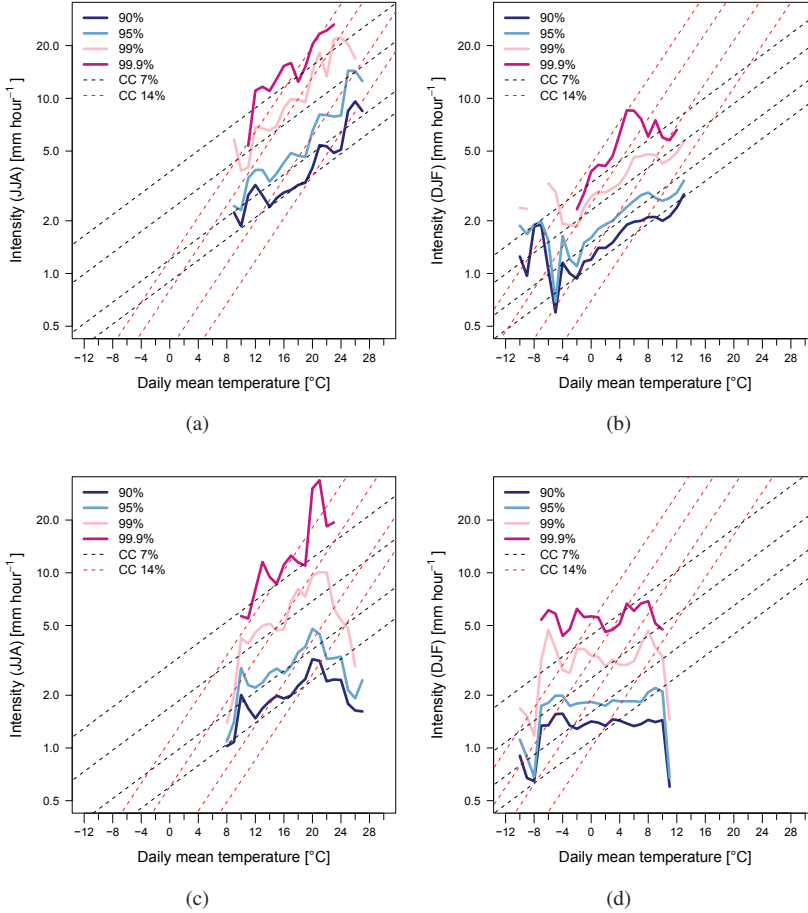 Intensity (JJA) [mm hour⁻¹]
20.0
10.0
5.0
2.0
1.0
0.5
90%
95%
99%
99.9%
CC 7%
CC 14%
−12 −8 −4 0 4 8 12 16 20 24 28
Daily mean temperature [°C]
(a)
Intensity (DJF) [mm hour⁻¹]
20.0
10.0
5.0
2.0
1.0
0.5
90%
95%
99%
99.9%
CC 7%
CC 14%
−12 −8 −4 0 4 8 12 16 20 24 28
Daily mean temperature [°C]
(b)
Intensity (JJA) [mm hour⁻¹]
20.0
10.0
5.0
2.0
1.0
0.5
90%
95%
99%
99.9%
CC 7%
CC 14%
−12 −8 −4 0 4 8 12 16 20 24 28
Daily mean temperature [°C]
(c)
Intensity (DJF) [mm hour⁻¹]
20.0
10.0
5.0
2.0
1.0
0.5
90%
95%
99%
99.9%
CC 7%
CC 14%
−12 −8 −4 0 4 8 12 16 20 24 28
Daily mean temperature [°C]
(d)